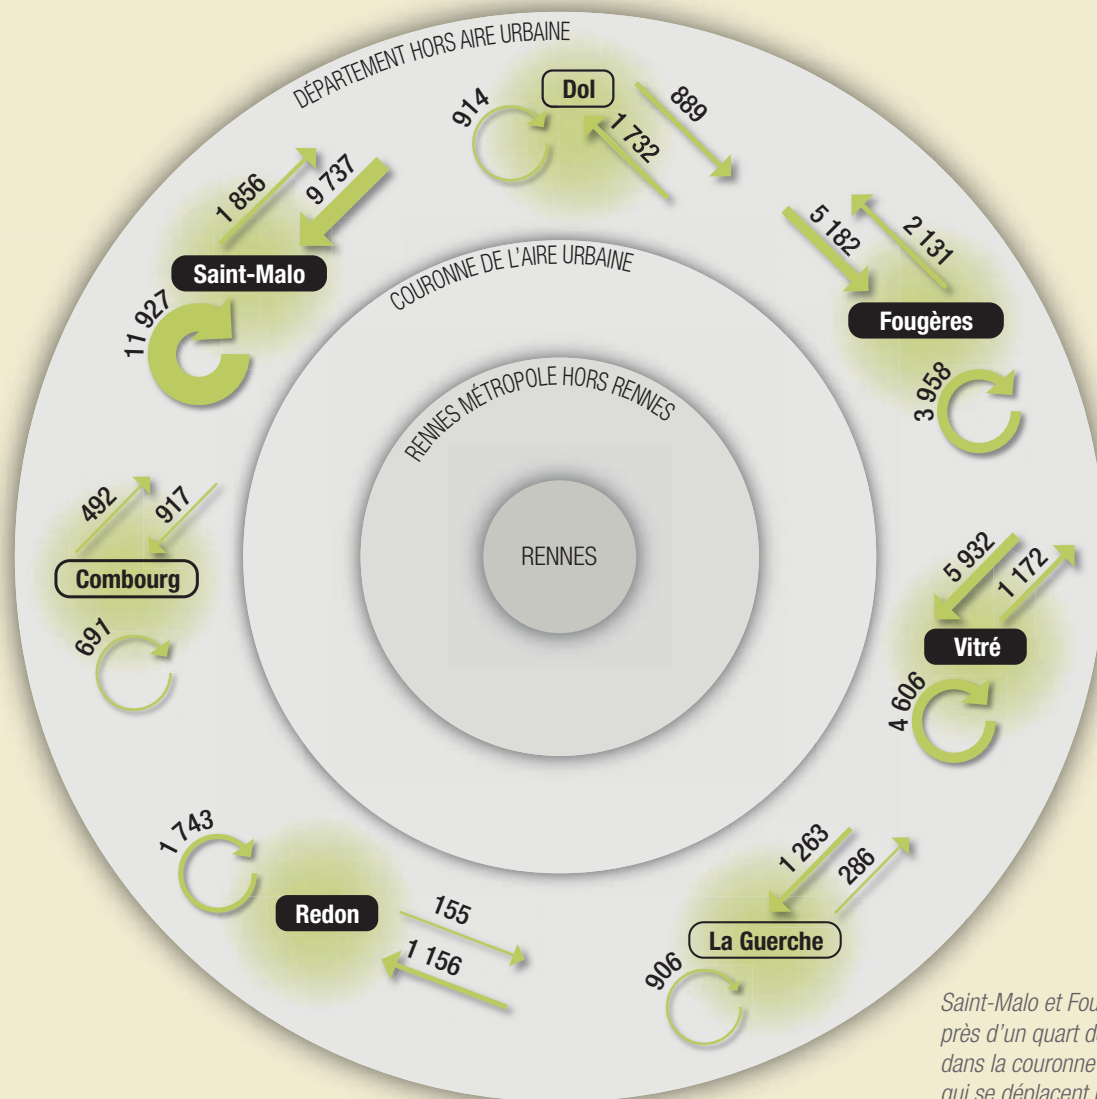 DÉPARTEMENT HORS AIRE URBAINE
Dol
914
889
1 732
1 856
9 737
Saint-Malo
11 927
5 182
2 131
Fougères
3 958
COURONNE DE L'AIRE URBAINE
RENNES MÉTROPOLE HORS RENNES
RENNES
492
917
Combourg
691
5 932
1 172
Vitré
4 606
1 743
Redon
155
1 156
1 263
286
La Guerche
906
Saint-Malo et Fou
près d'un quart d
dans la couronne
qui se déplacent